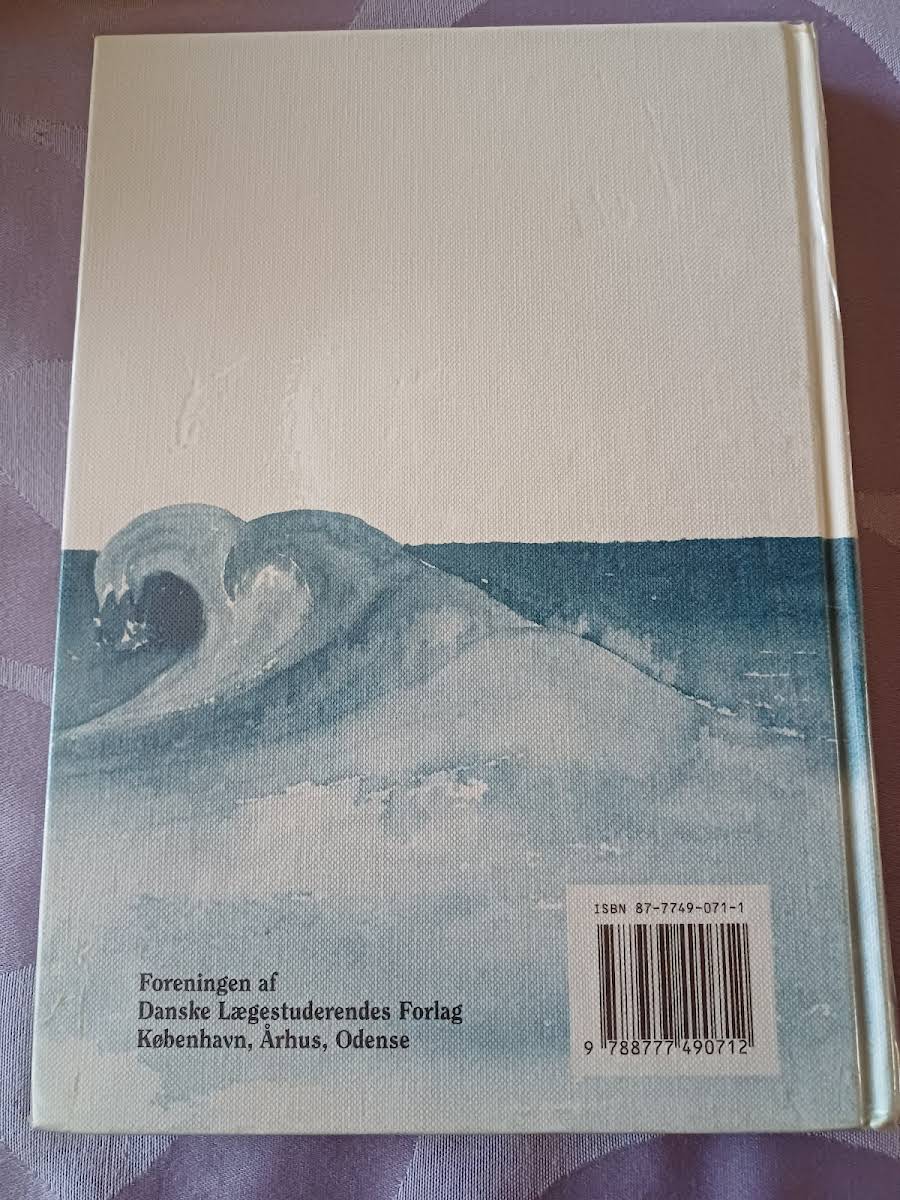 ISBN 87-7749-071-1
9 788777 490712
Foreningen af
Danske Lægestuderendes Forlag
København, Århus, Odense